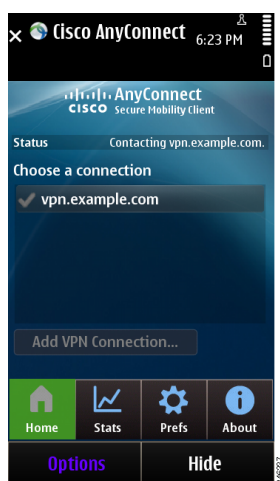 Cisco AnyConnect 6:23 PM
AnyConnect
CISCO Secure Mobility Client
Status Contacting vpn.example.com.
Choose a connection
vpn.example.com
Add VPN Connection...
Home Stats Prefs About
Options Hide